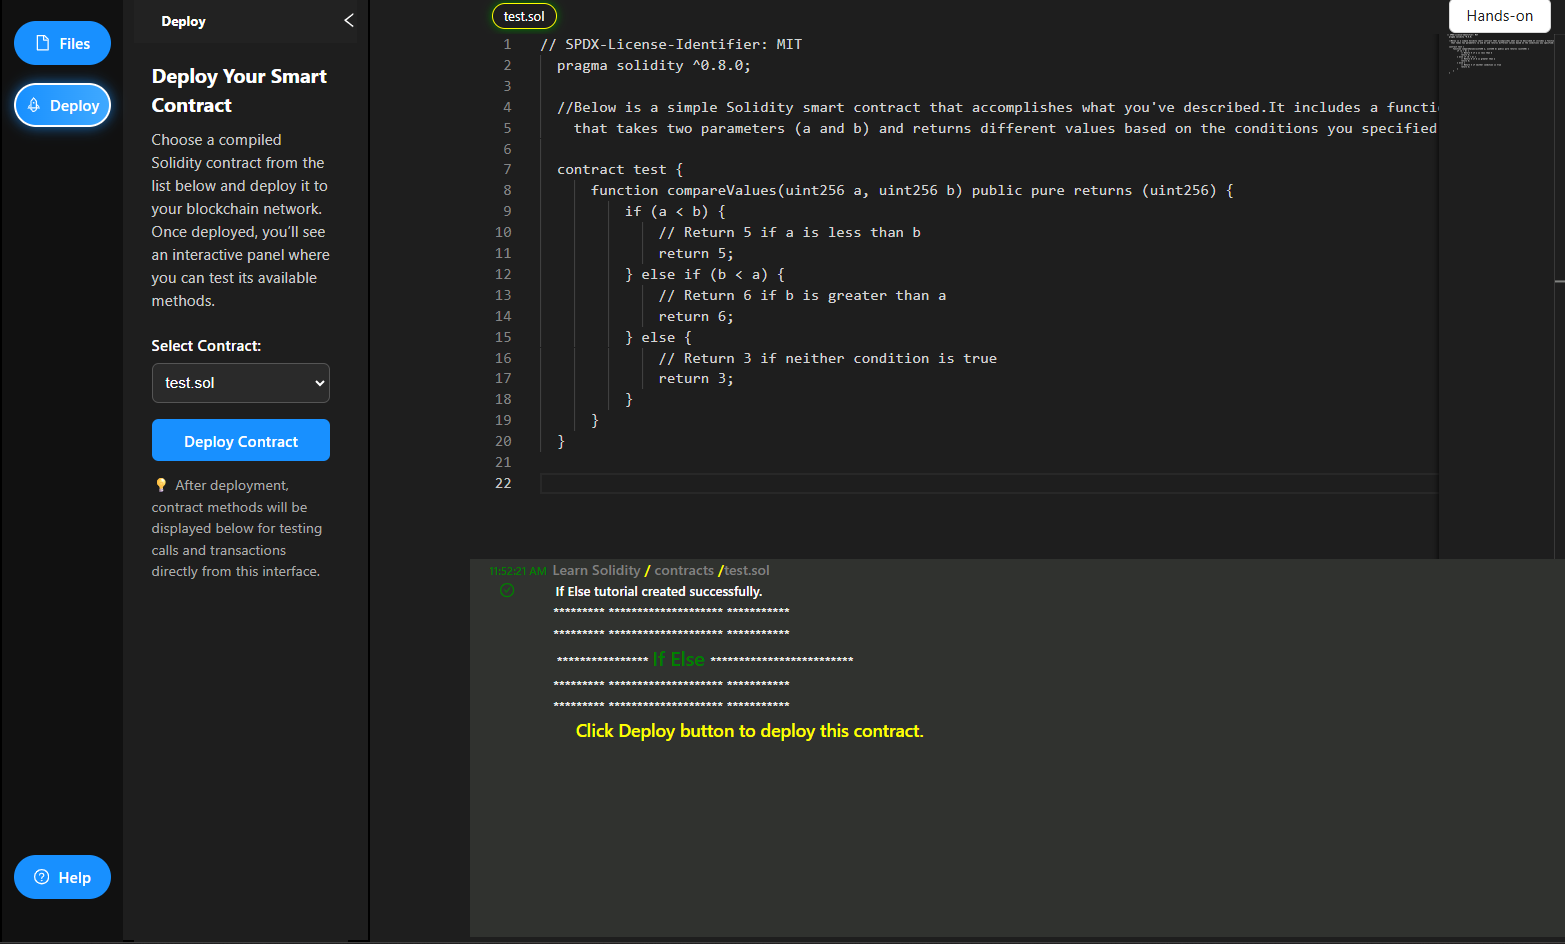 Files
Deploy
Help
Deploy
Deploy Your Smart
Contract
Choose a compiled
Solidity contract from the
list below and deploy it to
your blockchain network.
Once deployed, you’ll see
an interactive panel where
you can test its available
methods.
Select Contract:
test.sol
Deploy Contract
💡 After deployment,
contract methods will be
displayed below for testing
calls and transactions
directly from this interface.
test.sol
Hands-on
1 // SPDX-License-Identifier: MIT
2 pragma solidity ^0.8.0;
3
4 //Below is a simple Solidity smart contract that accomplishes what you've described.It includes a functi
5 that takes two parameters (a and b) and returns different values based on the conditions you specified
6
7 contract test {
8 function compareValues(uint256 a, uint256 b) public pure returns (uint256) {
9 if (a < b) {
10 // Return 5 if a is less than b
11 return 5;
12 } else if (b < a) {
13 // Return 6 if b is greater than a
14 return 6;
15 } else {
16 // Return 3 if neither condition is true
17 return 3;
18 }
19 }
20 }
21
22
11:52:21 AM Learn Solidity / contracts /test.sol
If Else tutorial created successfully.
********* ******************** ***********
********* ******************** ***********
**************** If Else *************************
********* ******************** ***********
********* ******************** ***********
Click Deploy button to deploy this contract.